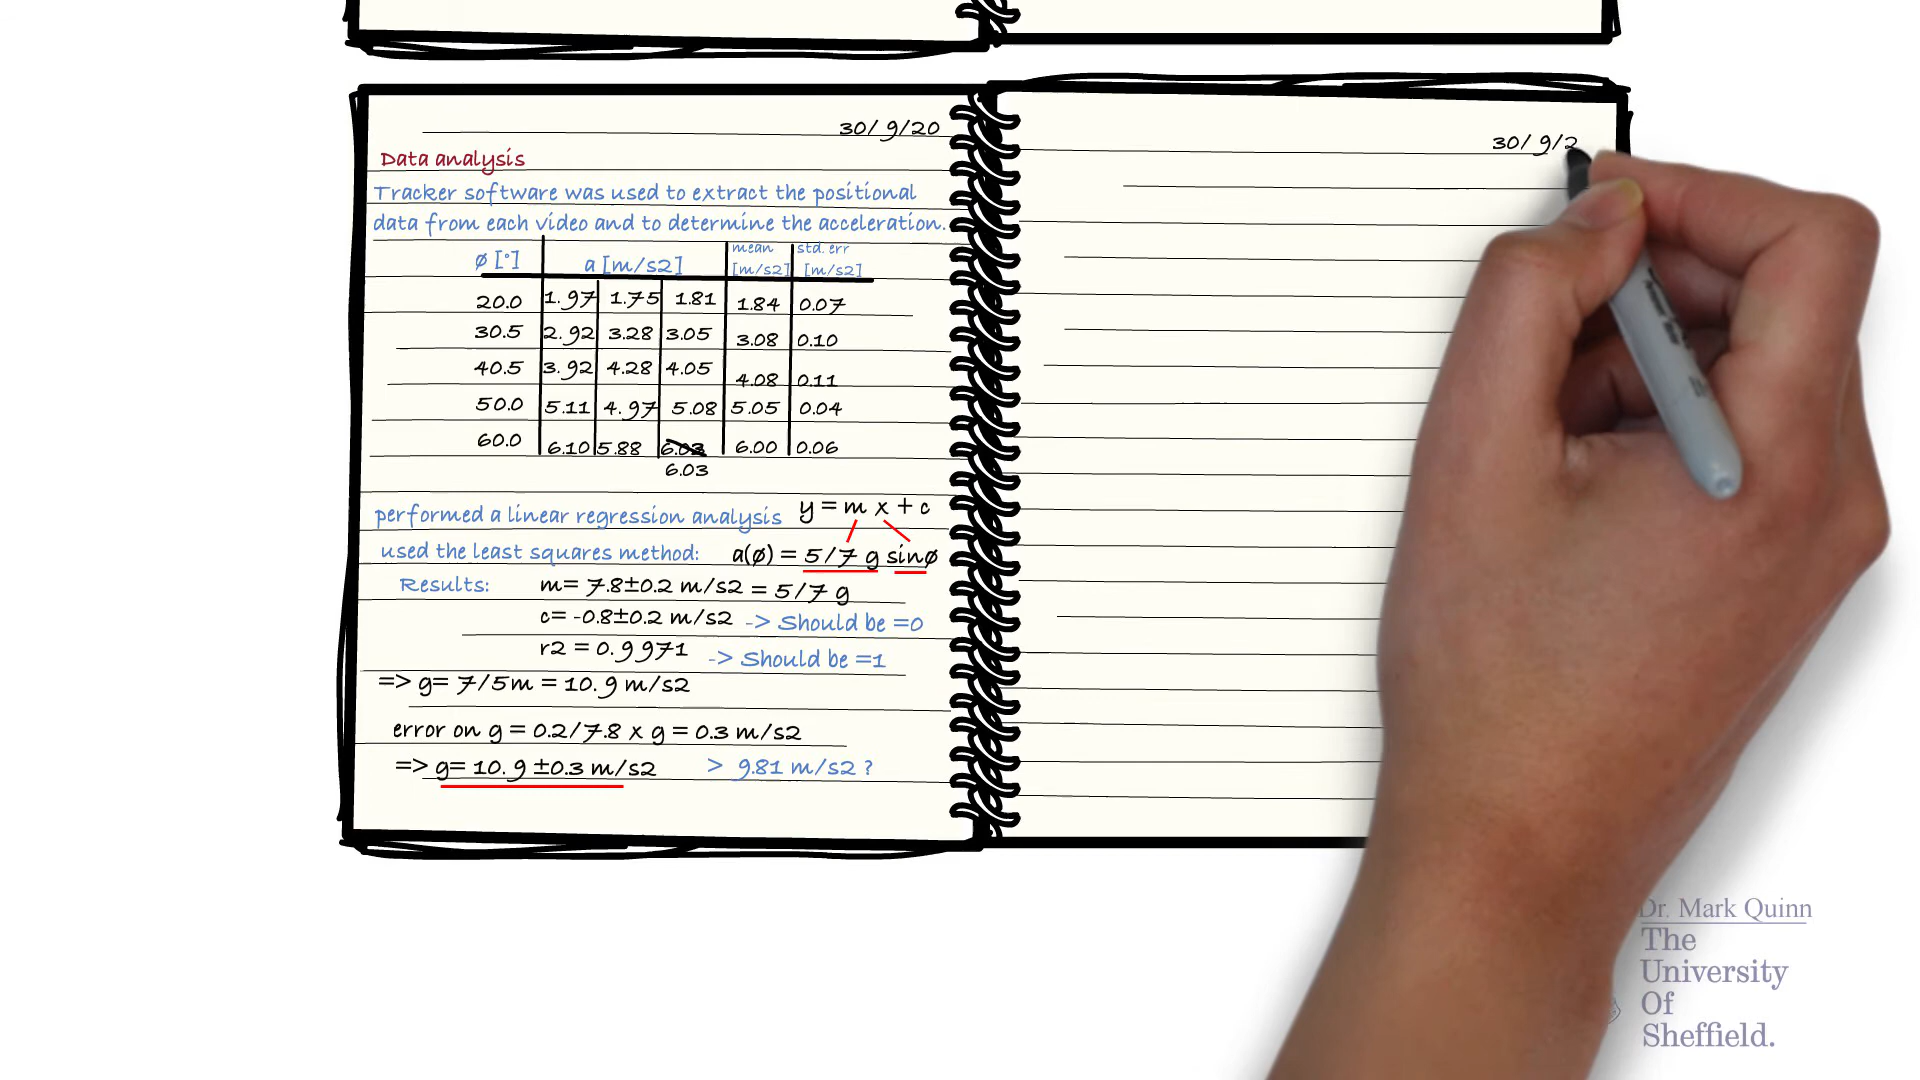 30/9/20
Data analysis
Tracker software was used to extract the positional
data from each video and to determine the acceleration.
ø [°] a [m/s2] mean [m/s2] std. err [m/s2]
20.0 1.97 1.75 1.81 1.84 0.07
30.5 2.92 3.28 3.05 3.08 0.10
40.5 3.92 4.28 4.05 4.08 0.11
50.0 5.11 4.97 5.08 5.05 0.04
60.0 6.10 5.88 6.03 6.00 0.06
6.03
performed a linear regression analysis y = m x + c
used the least squares method: a(ø) = 5/7 g sinø
Results: m= 7.8±0.2 m/s2 = 5/7 g
c= -0.8±0.2 m/s2 -> Should be =0
r2 = 0.9971 -> Should be =1
=> g= 7/5m = 10.9 m/s2
error on g = 0.2/7.8 x g = 0.3 m/s2
=> g= 10.9 ±0.3 m/s2 > 9.81 m/s2 ?
30/9/2
Dr. Mark Quinn
The
University
Of
Sheffield.